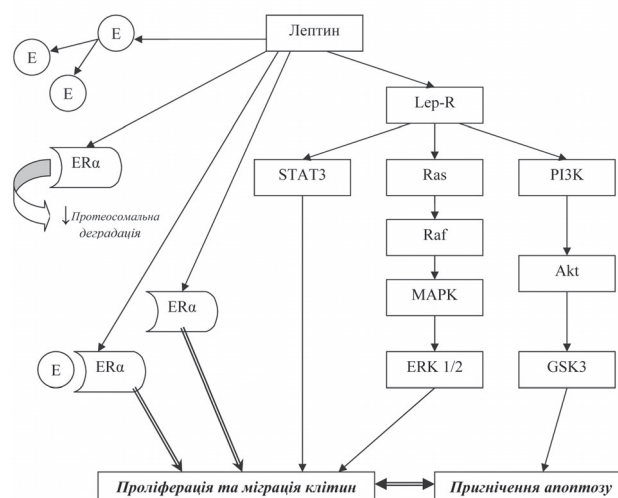 Лептин
E
E
E
Lep-R
ERα
STAT3
Ras
PI3K
↓ Протеосомальна
деградація
Raf
Akt
MAPK
ERα
E
ERα
ERK 1/2
GSK3
Проліферація та міграція клітин
Пригнічення апоптозу